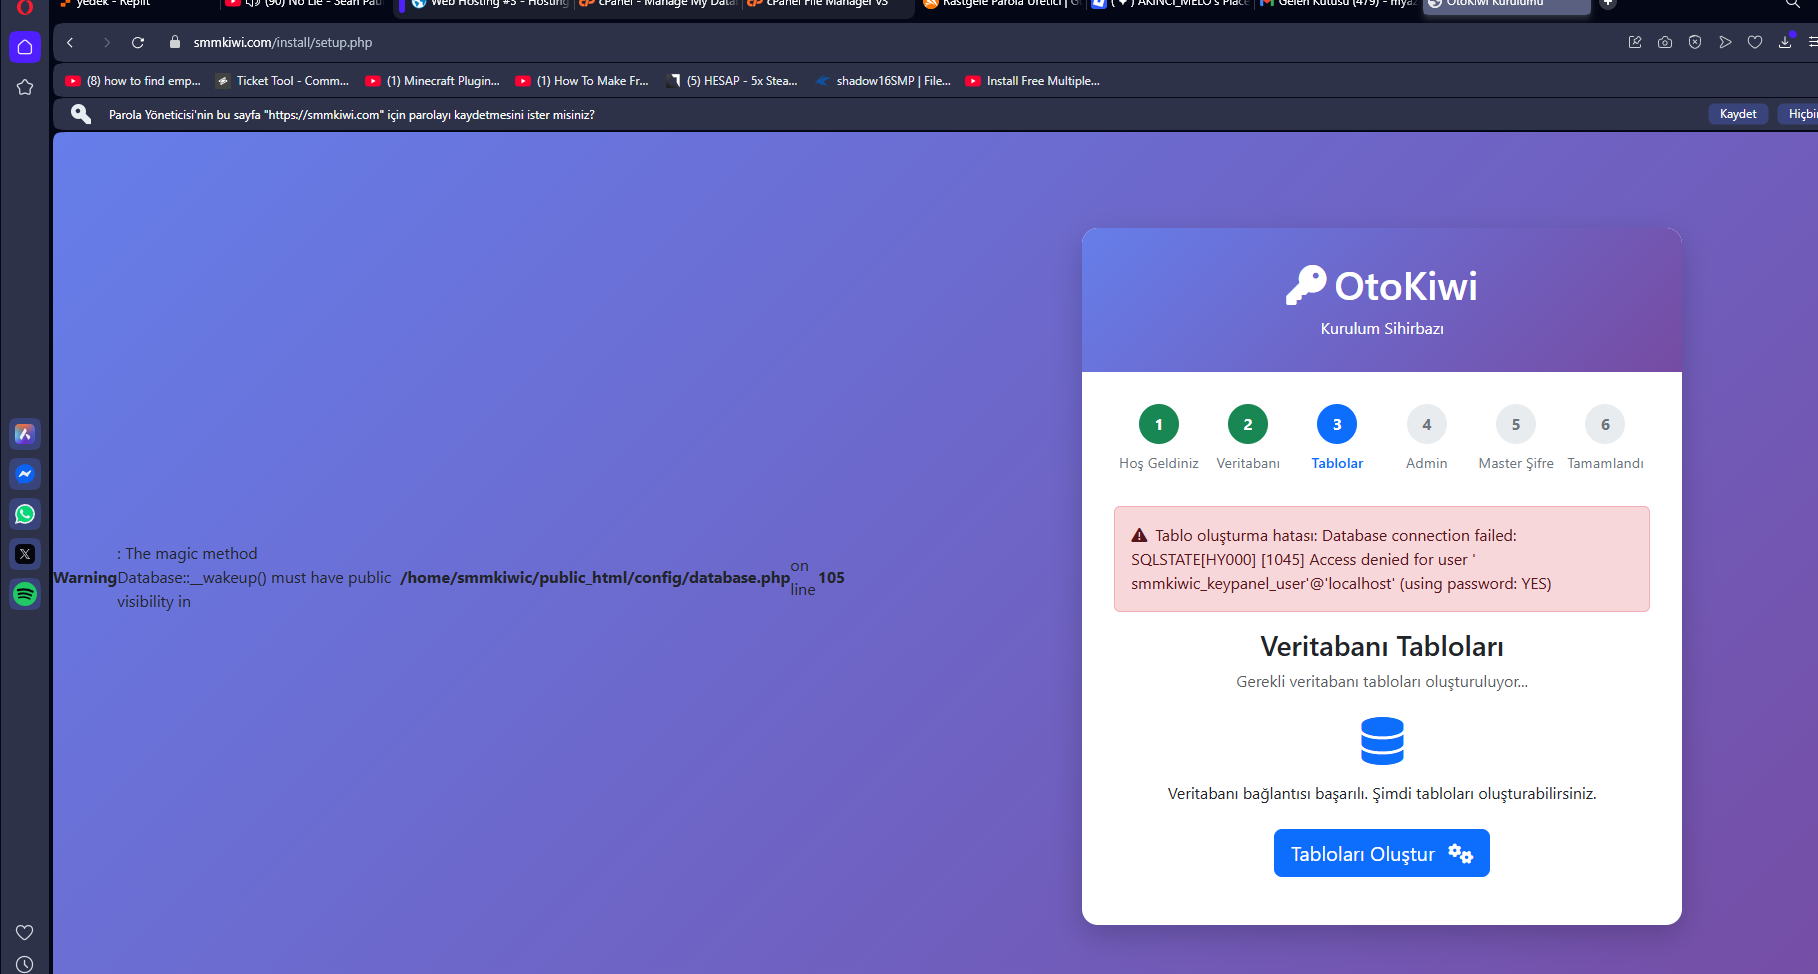 yedek - Replit
(90) No Lie - Sean Pau
Web Hosting #3 - Hosting
cPanel - Manage My Data
cPanel File Manager v3
Rastgele Parola Üretici |
AKINCI_MELO's Place
Gelen Kutusu (479) - mya
OtoKiwi Kurulumu
smmkiwi.com/install/setup.php
(8) how to find emp...
Ticket Tool - Comm...
(1) Minecraft Plugin...
(1) How To Make Fr...
(5) HESAP - 5x Stea...
shadow16SMP | File...
Install Free Multiple...
Parola Yöneticisi'nin bu sayfa "https://smmkiwi.com" için parolayı kaydetmesini ister misiniz?
Kaydet
Hiçbi
Warning
: The magic method
Database::__wakeup() must have public
visibility in
/home/smmkiwic/public_html/config/database.php
on
line
105
OtoKiwi
Kurulum Sihirbazı
1
2
3
4
5
6
Hoş Geldiniz
Veritabanı
Tablolar
Admin
Master Şifre
Tamamlandı
Tablo oluşturma hatası: Database connection failed:
SQLSTATE[HY000] [1045] Access denied for user '
smmkiwic_keypanel_user'@'localhost' (using password: YES)
Veritabanı Tabloları
Gerekli veritabanı tabloları oluşturuluyor...
Veritabanı bağlantısı başarılı. Şimdi tabloları oluşturabilirsiniz.
Tabloları Oluştur